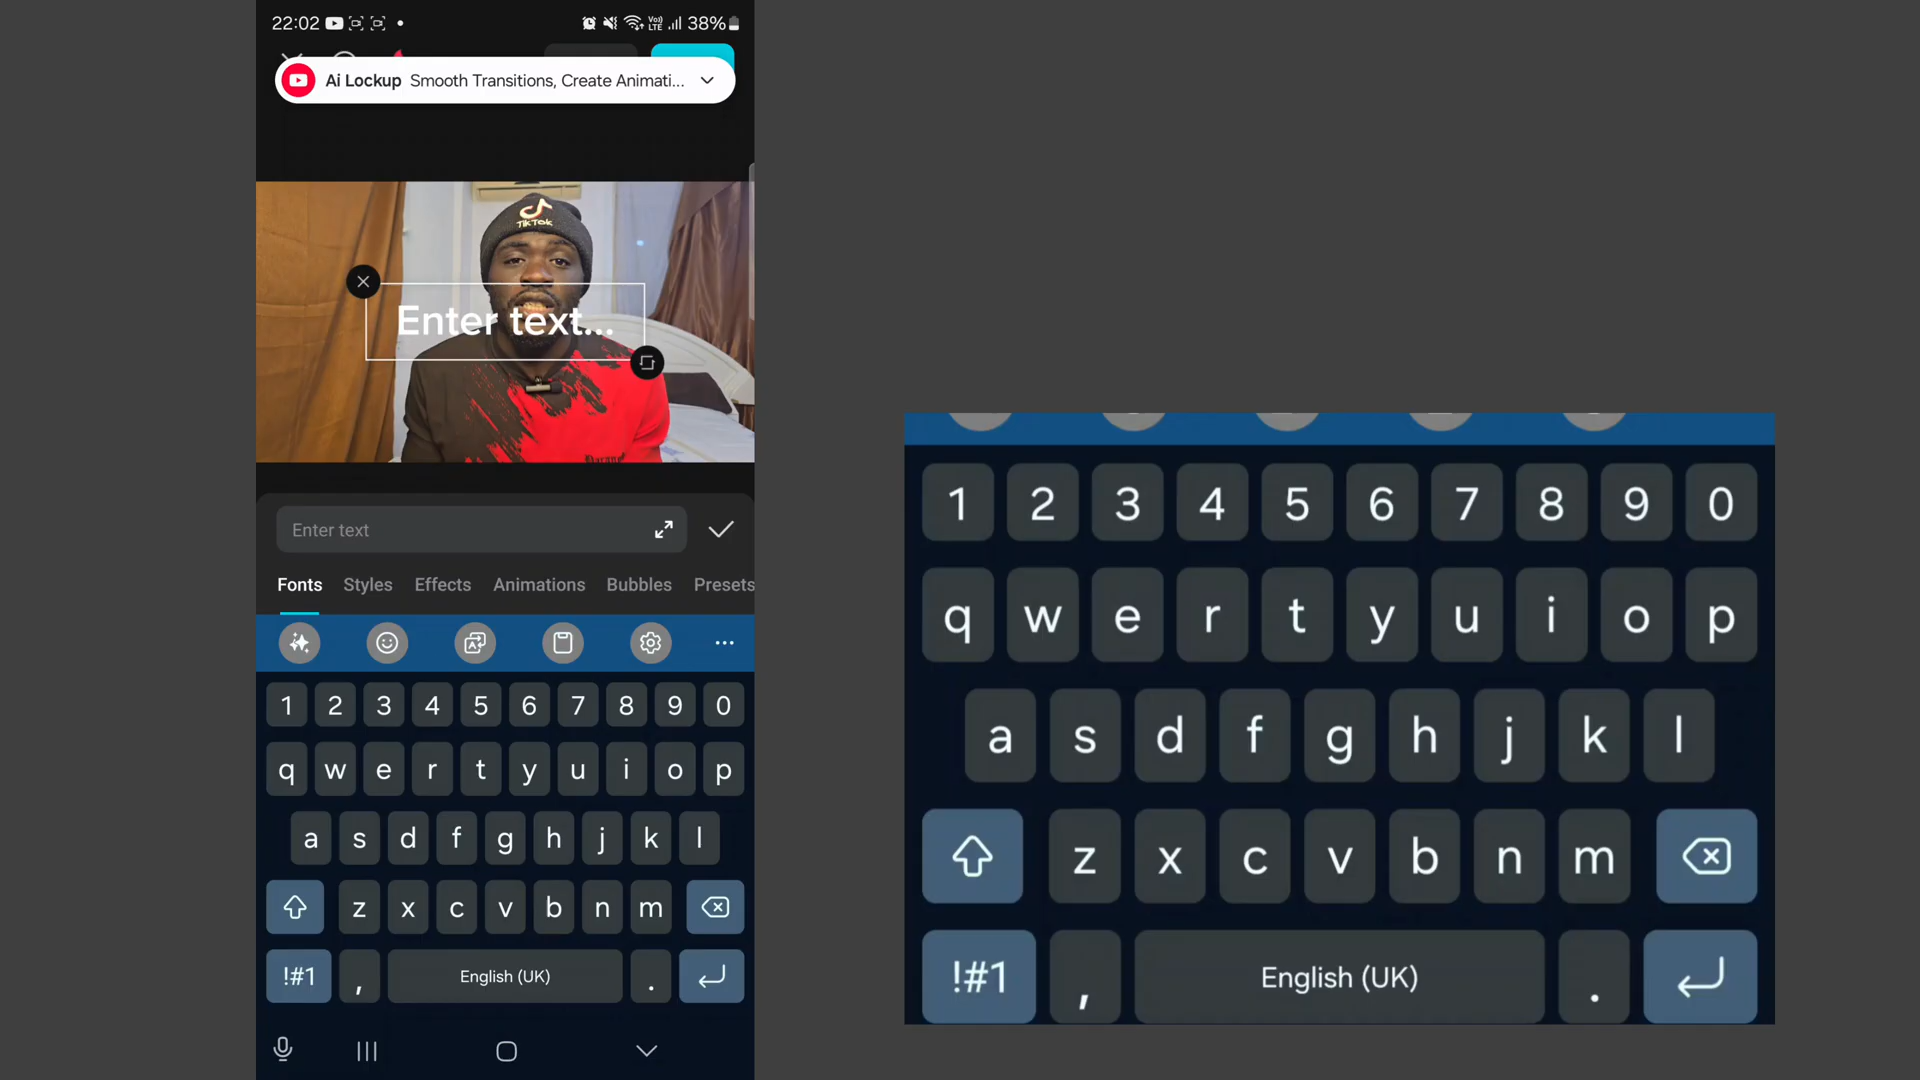 22:02
Vo)) LTE 38%
Ai Lockup Smooth Transitions, Create Animati...
TikTok
Enter text...
Enter text
Fonts Styles Effects Animations Bubbles Presets
1 2 3 4 5 6 7 8 9 0
q w e r t y u i o p
a s d f g h j k l
z x c v b n m
!#1 , English (UK) .
1 2 3 4 5 6 7 8 9 0
q w e r t y u i o p
a s d f g h j k l
z x c v b n m
!#1 , English (UK) .